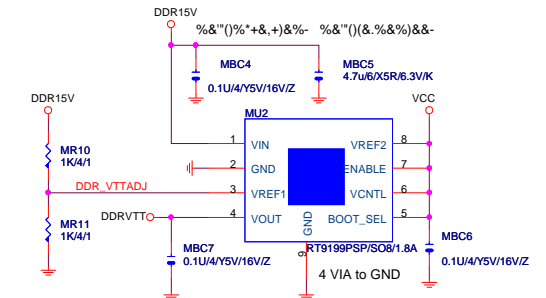 DDR15V
%&'"()%*+&,+)&%- %&'"()(&.%&%)&&-
MBC4
0.1U/4/Y5V/16V/Z
MBC5
4.7u/6/X5R/6.3V/K
DDR15V
VCC
MU2
MR10
1K/4/1
1 VIN VREF2 8
2 GND ENABLE 7
DDR_VTTADJ 3 VREF1 VCNTL 6
DDRVTT 4 VOUT BOOT_SEL 5
GND
9
MR11
1K/4/1
RT9199PSP/SO8/1.8A
MBC7
0.1U/4/Y5V/16V/Z
MBC6
0.1U/4/Y5V/16V/Z
4 VIA to GND